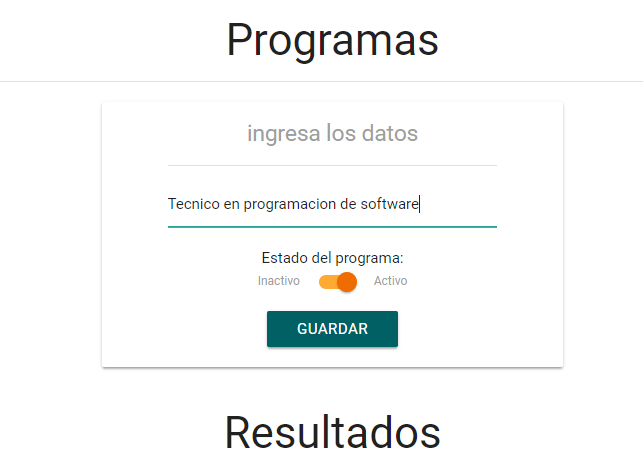 Programas
ingresa los datos
Tecnico en programacion de software
Estado del programa:
Inactivo Activo
GUARDAR
Resultados